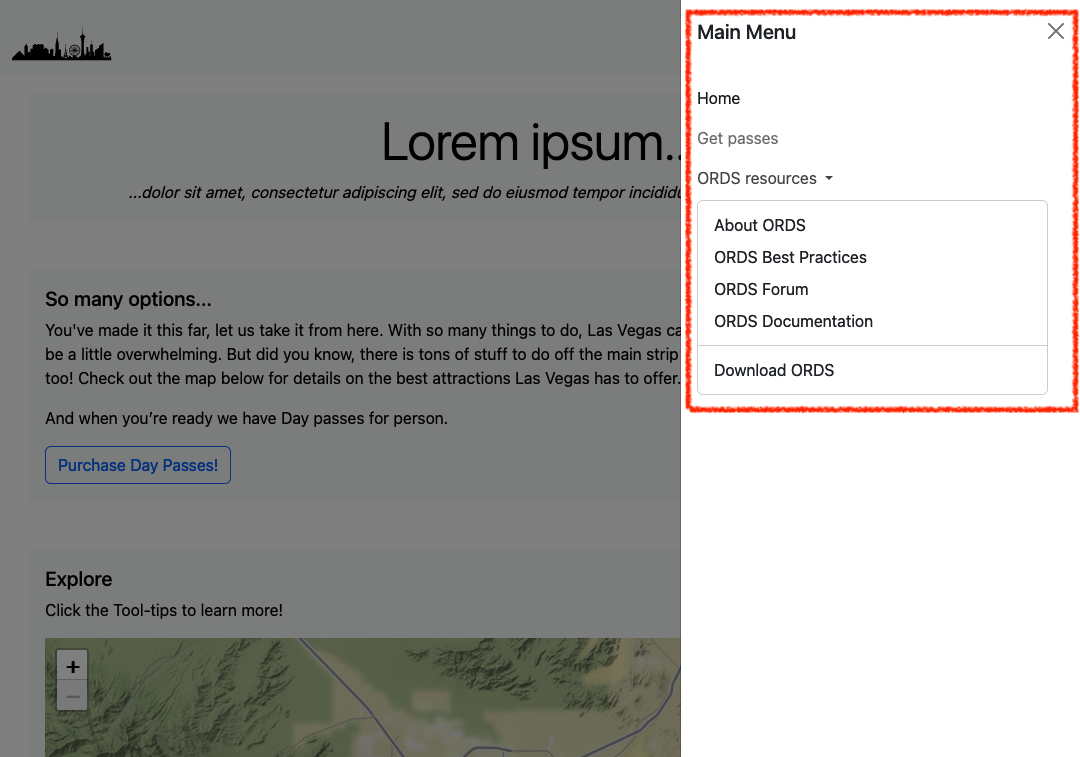 Main Menu
Home
Get passes
ORDS resources
About ORDS
ORDS Best Practices
ORDS Forum
ORDS Documentation
Download ORDS
Lorem ipsum..
...dolor sit amet, consectetur adipiscing elit, sed do eiusmod tempor
So many options...
You've made it this far, let us take it from here. With so many things to do, Las Vegas ca
be a little overwhelming. But did you know, there is tons of stuff to do off the main strip
too! Check out the map below for details on the best attractions Las Vegas has to offer.
And when you’re ready we have Day passes for person.
Purchase Day Passes!
Explore
Click the Tool-tips to learn more!
+
−